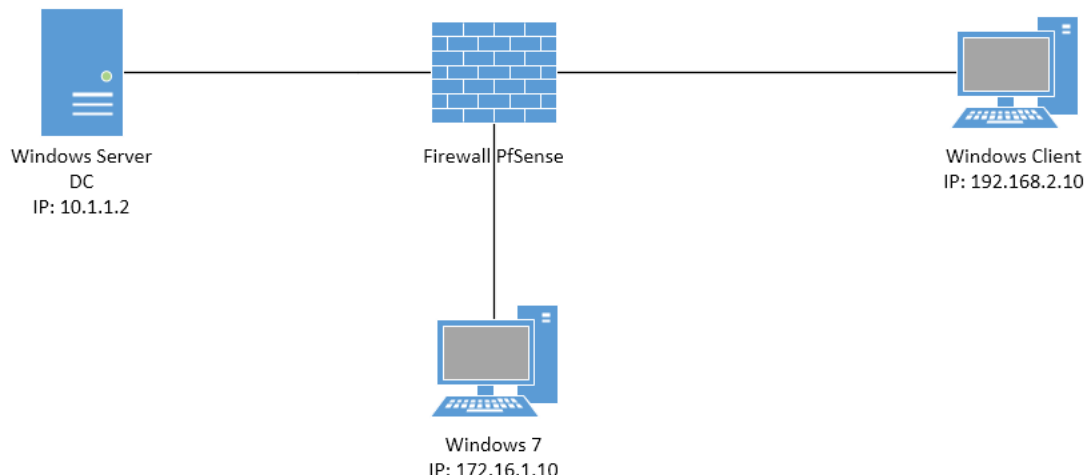 Windows Server
DC
IP: 10.1.1.2
Firewall PfSense
Windows Client
IP: 192.168.2.10
Windows 7
IP: 172.16.1.10